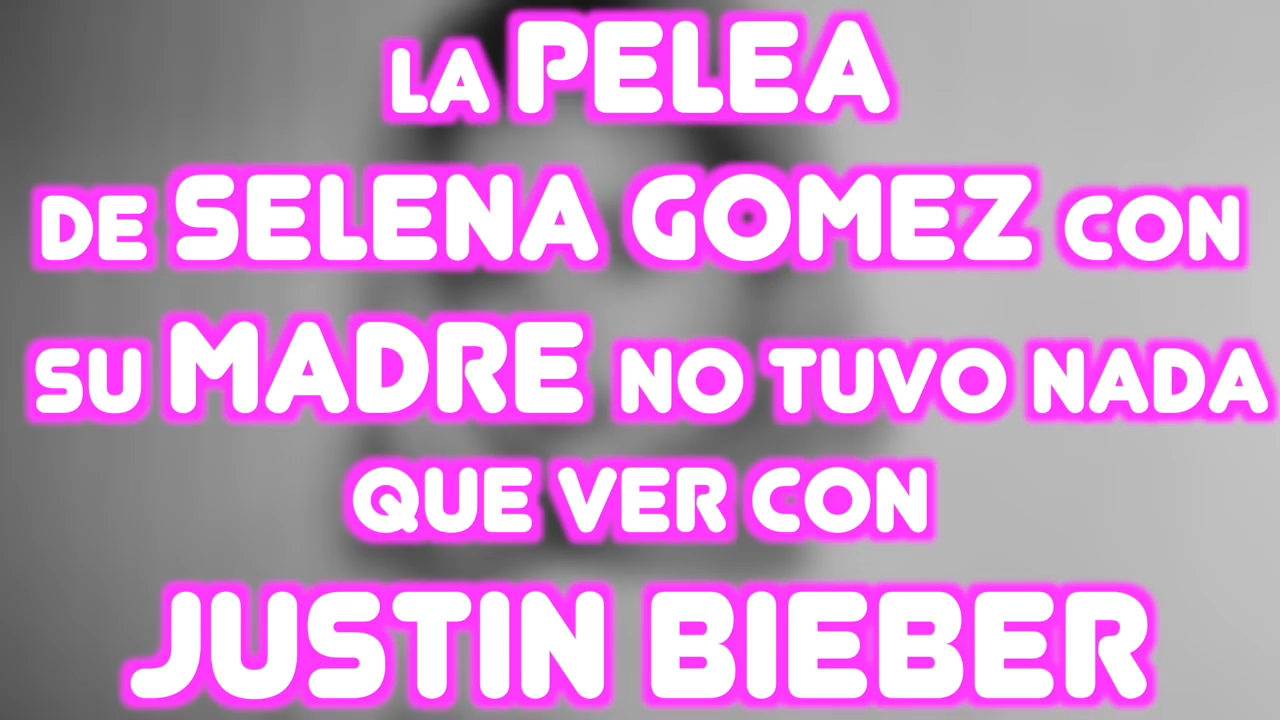 LA PELEA
DE SELENA GOMEZ CON
SU MADRE NO TUVO NADA
QUE VER CON
JUSTIN BIEBER